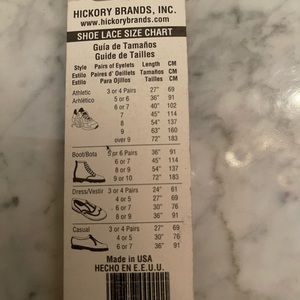 HICKORY BRANDS, INC.
www.hickorybrands.com
SHOE LACE SIZE CHART
Guía de Tamaños
Guide de Tailles
Style Pairs of Eyelets Length CM
Estilo Paires d' Oeillets Tamaños CM
Estilo Para Ojillos Tailles CM
Athletic 3 or 4 Pairs 27" 69
Arhlético 5 or 6 36" 91
6 or 7 40" 102
7 45" 114
8 54" 137
9 63" 160
over 9 72" 183
Boot/Bota 5 or 6 Pairs 36" 91
6 or 7 45" 114
7 or 8 54" 137
9 or 10 72" 183
Dress/Vestir 3 or 4 Pairs 24" 61
4 or 5 27" 69
6 or 7 30" 76
8 or 9 36" 91
Casual 3 or 4 Pairs 27" 69
4 or 5 30" 76
6 or 7 36" 91
Made in USA
HECHO EN E.E.U.U.